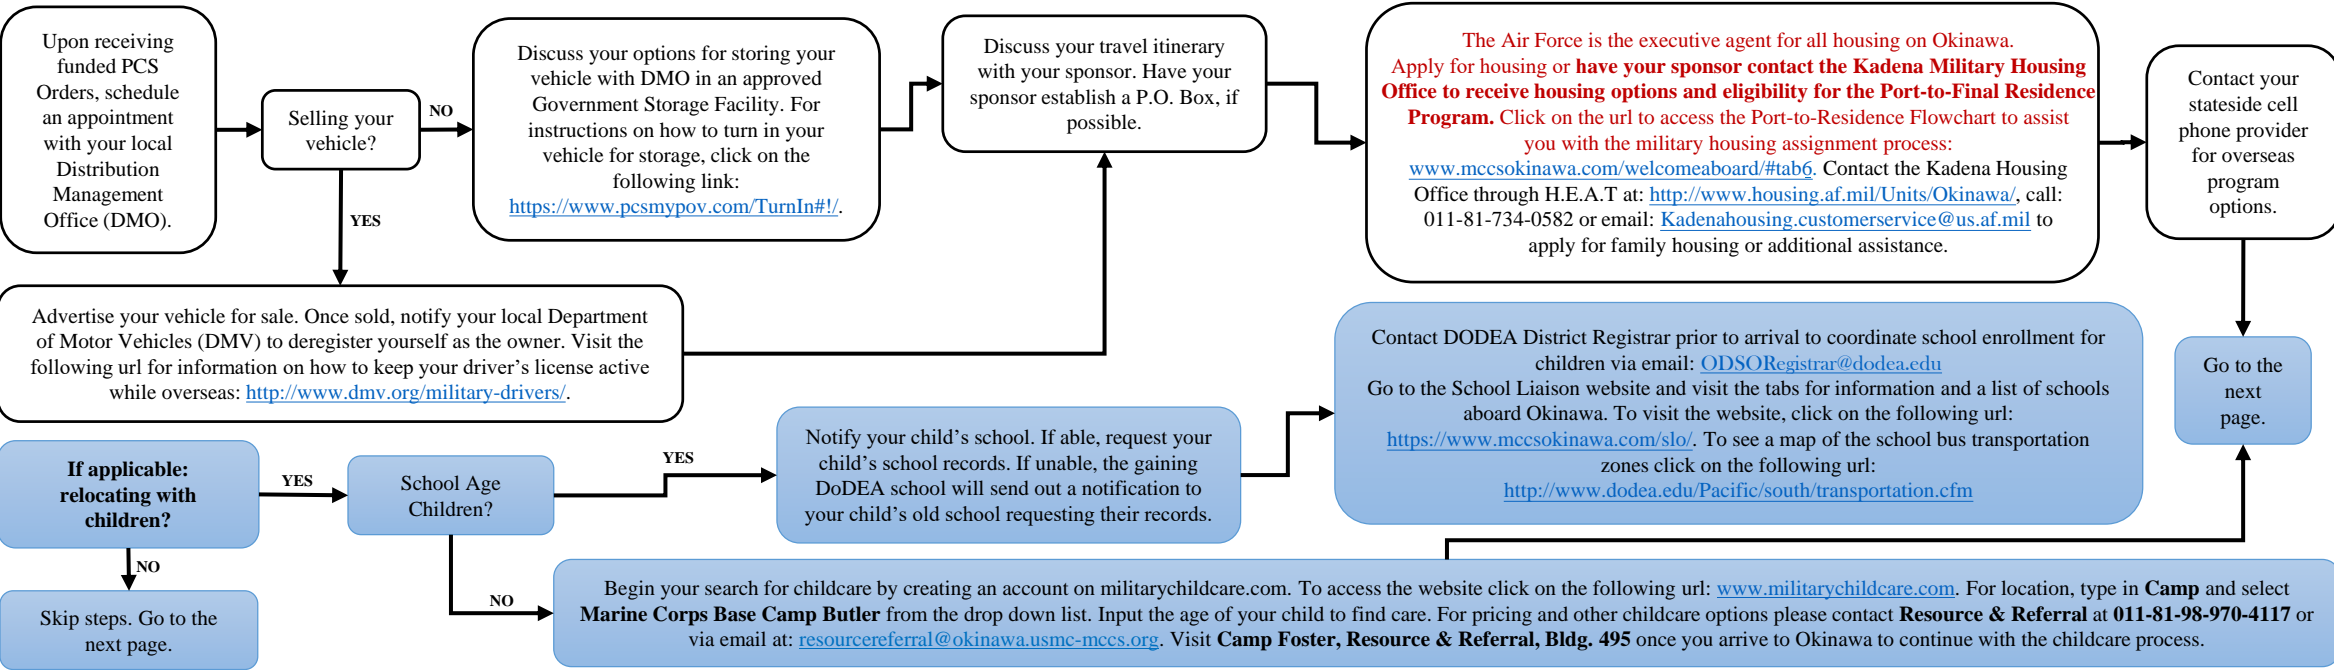 Upon receiving
funded PCS
Orders, schedule
an appointment
with your local
Distribution
Management
Office (DMO).
Selling your
vehicle?
NO
YES
Discuss your options for storing your
vehicle with DMO in an approved
Government Storage Facility. For
instructions on how to turn in your
vehicle for storage, click on the
following link:
https://www.pcsmypov.com/TurnIn#!/.
Discuss your travel itinerary
with your sponsor. Have your
sponsor establish a P.O. Box, if
possible.
The Air Force is the executive agent for all housing on Okinawa.
Apply for housing or have your sponsor contact the Kadena Military Housing
Office to receive housing options and eligibility for the Port-to-Final Residence
Program. Click on the url to access the Port-to-Residence Flowchart to assist
you with the military housing assignment process:
www.mccsokinawa.com/welcomeaboard/#tab6. Contact the Kadena Housing
Office through H.E.A.T at: http://www.housing.af.mil/Units/Okinawa/, call:
011-81-734-0582 or email: Kadenahousing.customerservice@us.af.mil to
apply for family housing or additional assistance.
Contact your
stateside cell
phone provider
for overseas
program
options.
Advertise your vehicle for sale. Once sold, notify your local Department
of Motor Vehicles (DMV) to deregister yourself as the owner. Visit the
following url for information on how to keep your driver’s license active
while overseas: http://www.dmv.org/military-drivers/.
Go to the
next
page.
If applicable:
relocating with
children?
YES
NO
Skip steps. Go to the
next page.
School Age
Children?
YES
NO
Notify your child’s school. If able, request your
child’s school records. If unable, the gaining
DoDEA school will send out a notification to
your child’s old school requesting their records.
Contact DODEA District Registrar prior to arrival to coordinate school enrollment for
children via email: ODSORegistrar@dodea.edu
Go to the School Liaison website and visit the tabs for information and a list of schools
aboard Okinawa. To visit the website, click on the following url:
https://www.mccsokinawa.com/slo/. To see a map of the school bus transportation
zones click on the following url:
http://www.dodea.edu/Pacific/south/transportation.cfm
Begin your search for childcare by creating an account on militarychildcare.com. To access the website click on the following url: www.militarychildcare.com. For location, type in Camp and select
Marine Corps Base Camp Butler from the drop down list. Input the age of your child to find care. For pricing and other childcare options please contact Resource & Referral at 011-81-98-970-4117 or
via email at: resourcereferral@okinawa.usmc-mccs.org. Visit Camp Foster, Resource & Referral, Bldg. 495 once you arrive to Okinawa to continue with the childcare process.